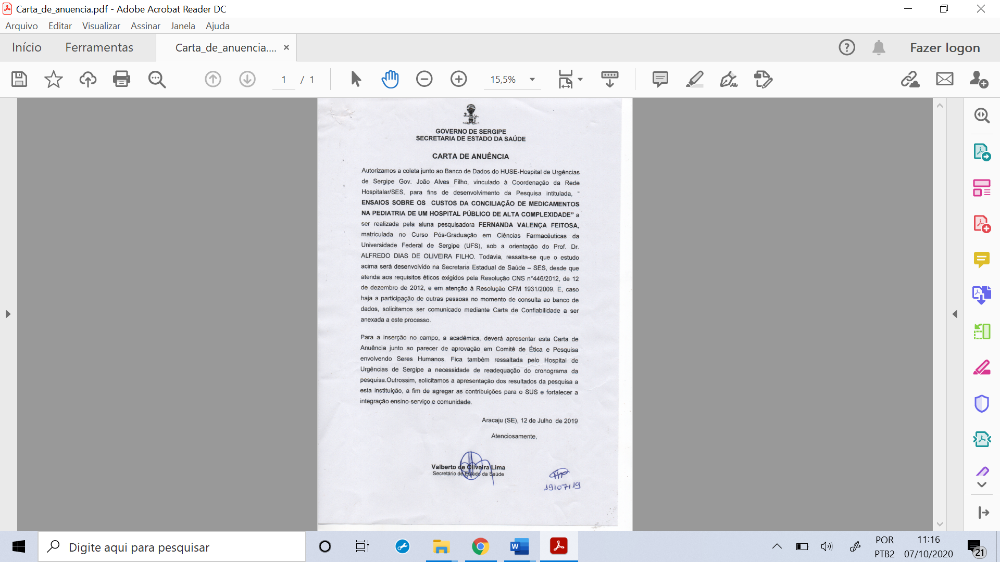 Carta_de_anuencia.pdf - Adobe Acrobat Reader DC
Arquivo Editar Visualizar Assinar Janela Ajuda
Início Ferramentas Carta_de_anuencia.... × Fazer logon
1 / 1 15,5%
GOVERNO DE SERGIPE
SECRETARIA DE ESTADO DA SAÚDE
CARTA DE ANUÊNCIA
Autorizamos a coleta junto ao Banco de Dados do HUSE-Hospital de Urgências
de Sergipe Gov. João Alves Filho, vinculado à Coordenação da Rede
Hospitalar/SES, para fins de desenvolvimento da Pesquisa intitulada, "
ENSAIOS SOBRE OS CUSTOS DA CONCILIAÇÃO DE MEDICAMENTOS
NA PEDIATRIA DE UM HOSPITAL PÚBLICO DE ALTA COMPLEXIDADE" a
ser realizada pela aluna pesquisadora FERNANDA VALENÇA FEITOSA,
matriculada no Curso Pós-Graduação em Ciências Farmacêuticas da
Universidade Federal de Sergipe (UFS), sob a orientação do Prof. Dr.
ALFREDO DIAS DE OLIVEIRA FILHO. Todavia, ressalta-se que o estudo
acima será desenvolvido na Secretaria Estadual de Saúde – SES, desde que
atenda aos requisitos éticos exigidos pela Resolução CNS n°446/2012, de 12
de dezembro de 2012, e em atenção à Resolução CFM 1931/2009. E, caso
haja a participação de outras pessoas no momento de consulta ao banco de
dados, solicitamos ser comunicado mediante Carta de Confiabilidade a ser
anexada a este processo.
Para a inserção no campo, a acadêmica, deverá apresentar esta Carta de
Anuência junto ao parecer de aprovação em Comitê de Ética e Pesquisa
envolvendo Seres Humanos. Fica também ressaltada pelo Hospital de
Urgências de Sergipe a necessidade de readequação do cronograma da
pesquisa.Outrossim, solicitamos a apresentação dos resultados da pesquisa a
esta instituição, a fim de agregar as contribuições para o SUS e fortalecer a
integração ensino-serviço e comunidade.
Aracaju (SE), 12 de Julho de 2019
Atenciosamente,
Valberto de Oliveira Lima
Secretário de Estado da Saúde
19/07/19
Digite aqui para pesquisar
POR
PTB2
11:16
07/10/2020
21